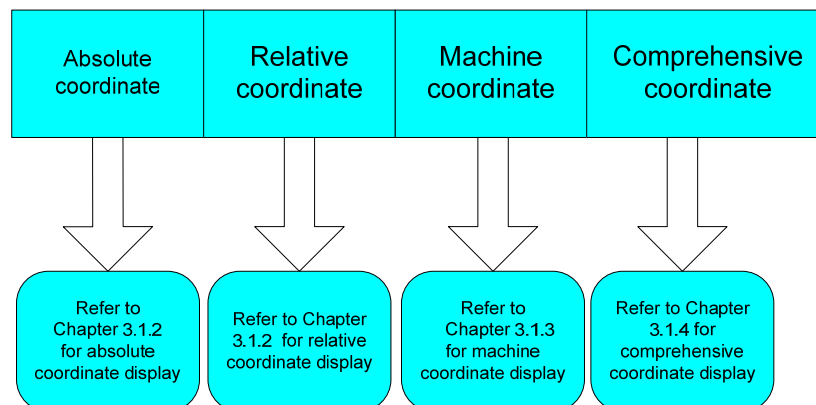 Absolute
coordinate
Relative
coordinate
Machine
coordinate
Comprehensive
coordinate
Refer to
Chapter 3.1.2
for absolute
coordinate display
Refer to Chapter
3.1.2 for relative
coordinate display
Refer to
Chapter 3.1.3
for machine
coordinate display
Refer to Chapter
3.1.4 for
comprehensive
coordinate display